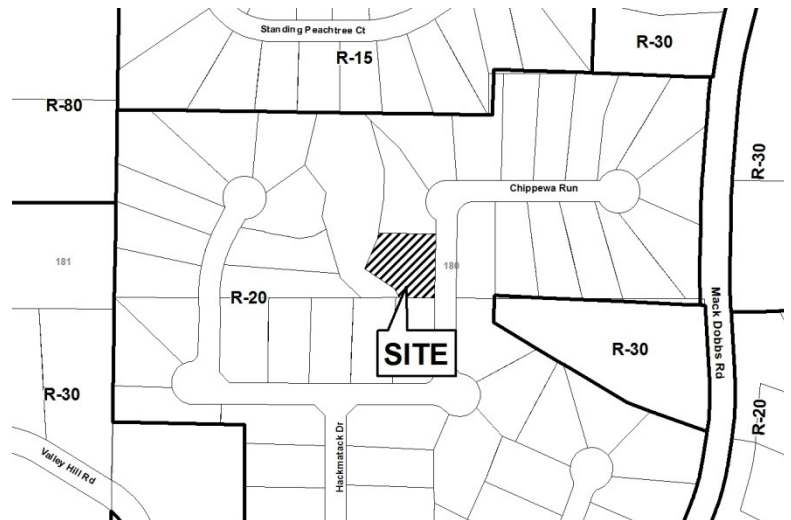 Standing Peachtree Ct
R-15
R-30
R-80
R-30
Chippewa Run
181
180
R-20
SITE
R-30
Mack Dobbs Rd
R-30
R-20
Hackmatack Dr
Valley Hill Rd